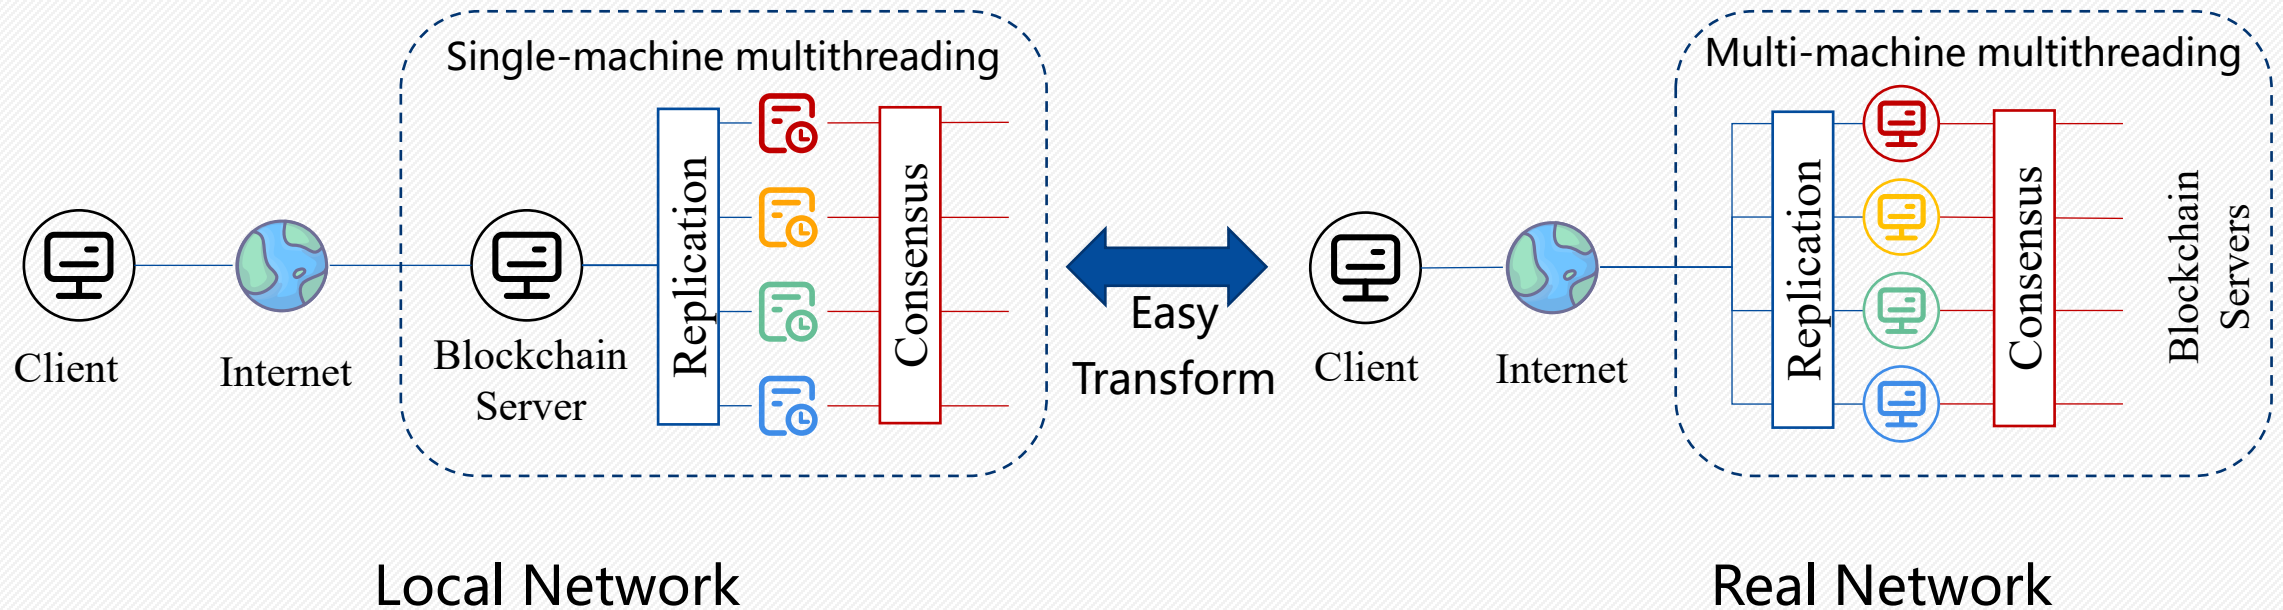 Single-machine multithreading
Client
Internet
Blockchain
Server
Replication
Consensus
Easy
Transform
Multi-machine multithreading
Client
Internet
Replication
Consensus
Blockchain
Servers
Local Network
Real Network